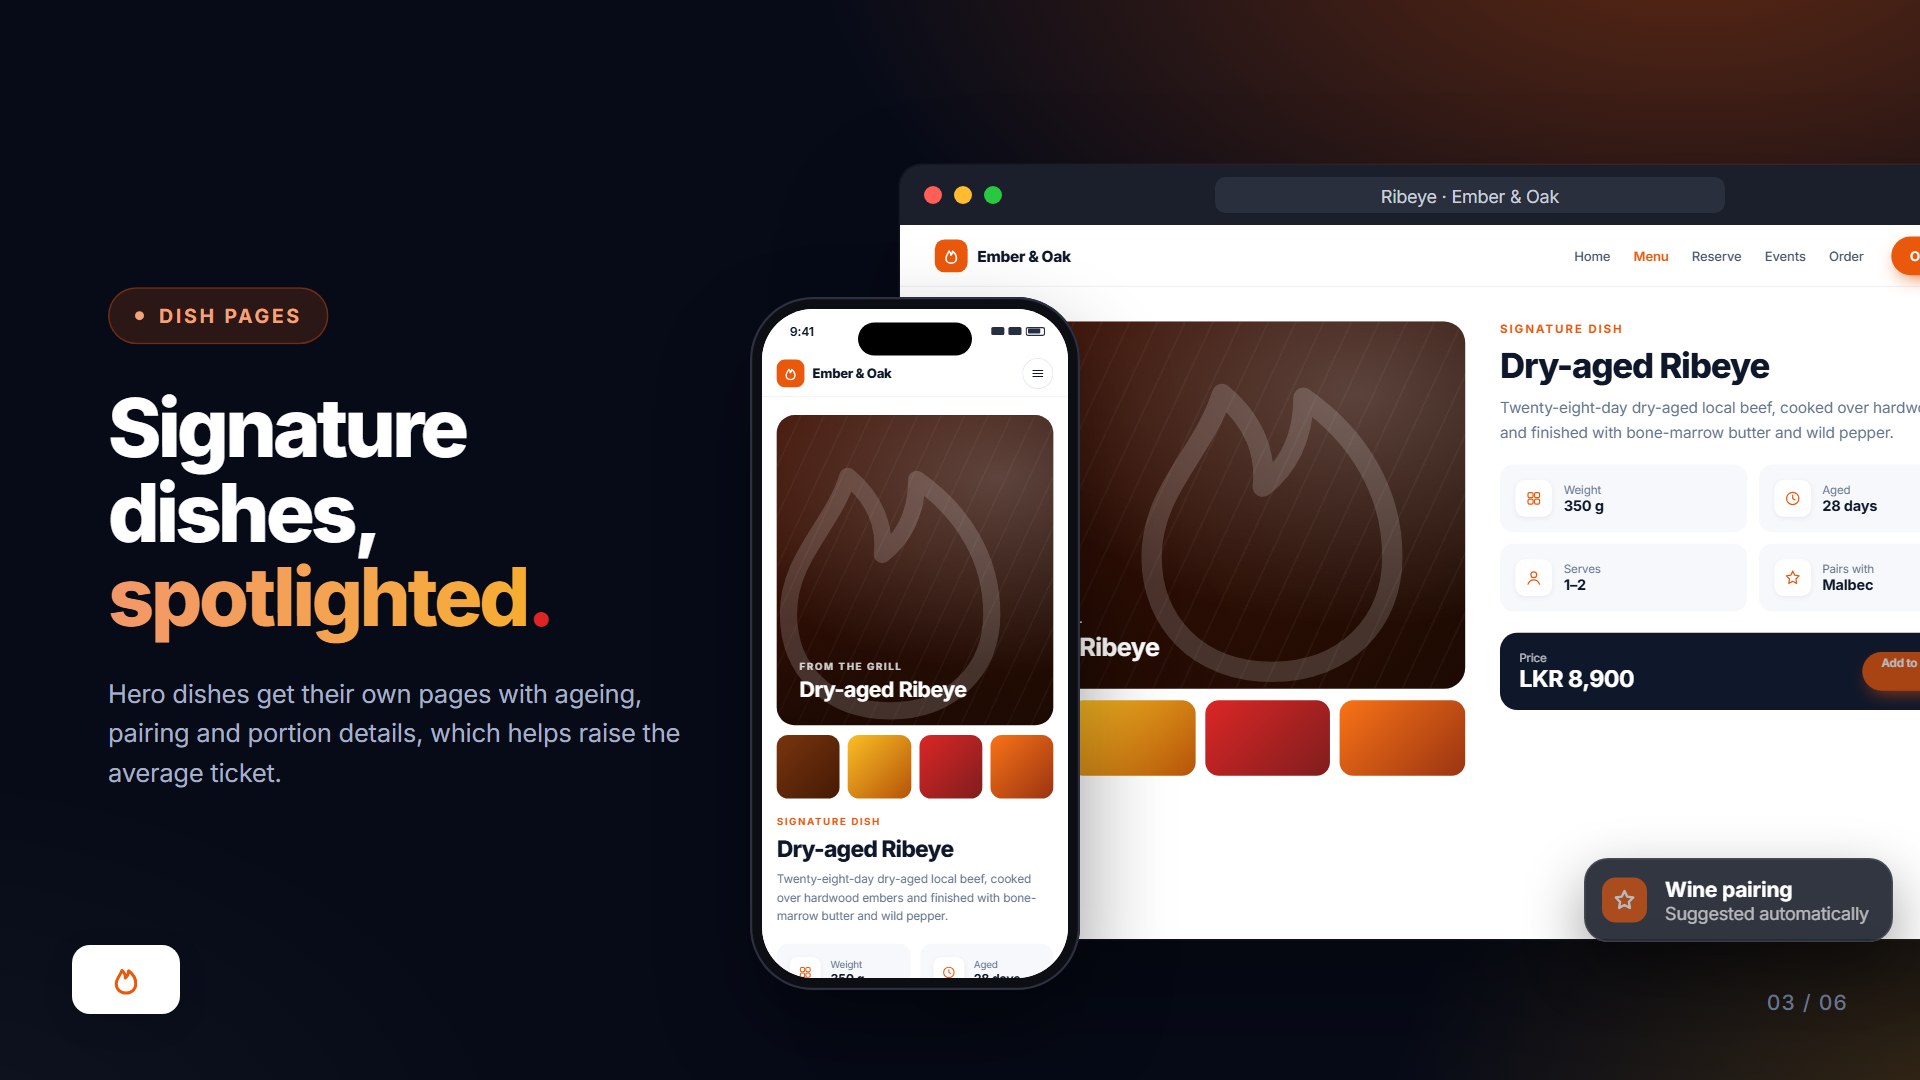 DISH PAGES
Signature
dishes,
spotlighted.
Hero dishes get their own pages with ageing,
pairing and portion details, which helps raise the
average ticket.
9:41
Ember & Oak
FROM THE GRILL
Dry-aged Ribeye
SIGNATURE DISH
Dry-aged Ribeye
Twenty-eight-day dry-aged local beef, cooked
over hardwood embers and finished with bone-
marrow butter and wild pepper.
Weight
350 g
Aged
28 days
Ribeye · Ember & Oak
Ember & Oak
Home Menu Reserve Events Order
Ribeye
SIGNATURE DISH
Dry-aged Ribeye
Twenty-eight-day dry-aged local beef, cooked over
and finished with bone-marrow butter and wild pepper.
Weight
350 g
Aged
28 days
Serves
1–2
Pairs with
Malbec
Price
LKR 8,900
Add to
Wine pairing
Suggested automatically
03 / 06